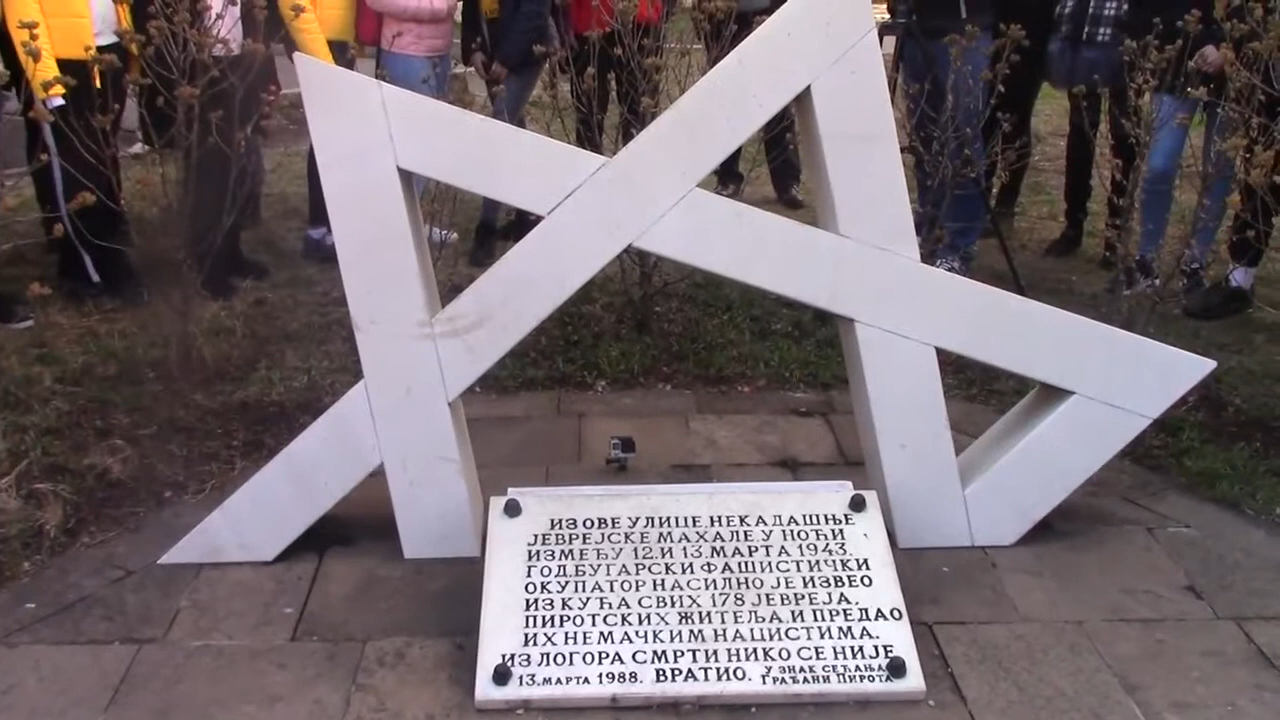 ИЗ ОВЕ УЛИЦЕ, НЕКАДАШЊЕ
ЈЕВРЕЈСКЕ МАХАЛЕ, У НОЋИ
ИЗМЕЂУ 12. И 13. МАРТА 1943.
ГОД. БУГАРСКИ ФАШИСТИЧКИ
ОКУПАТОР НАСИЛНО ЈЕ ИЗВЕО
ИЗ КУЋА СВИХ 178 ЈЕВРЕЈА,
ПИРОТСКИХ ЖИТЕЉА, И ПРЕДАО
ИХ НЕМАЧКИМ НАЦИСТИМА.
ИЗ ЛОГОРА СМРТИ НИКО СЕ НИЈЕ
ВРАТИО.
13. МАРТА 1988.
У ЗНАК СЕЋАЊА
ГРАЂАНИ ПИРОТА